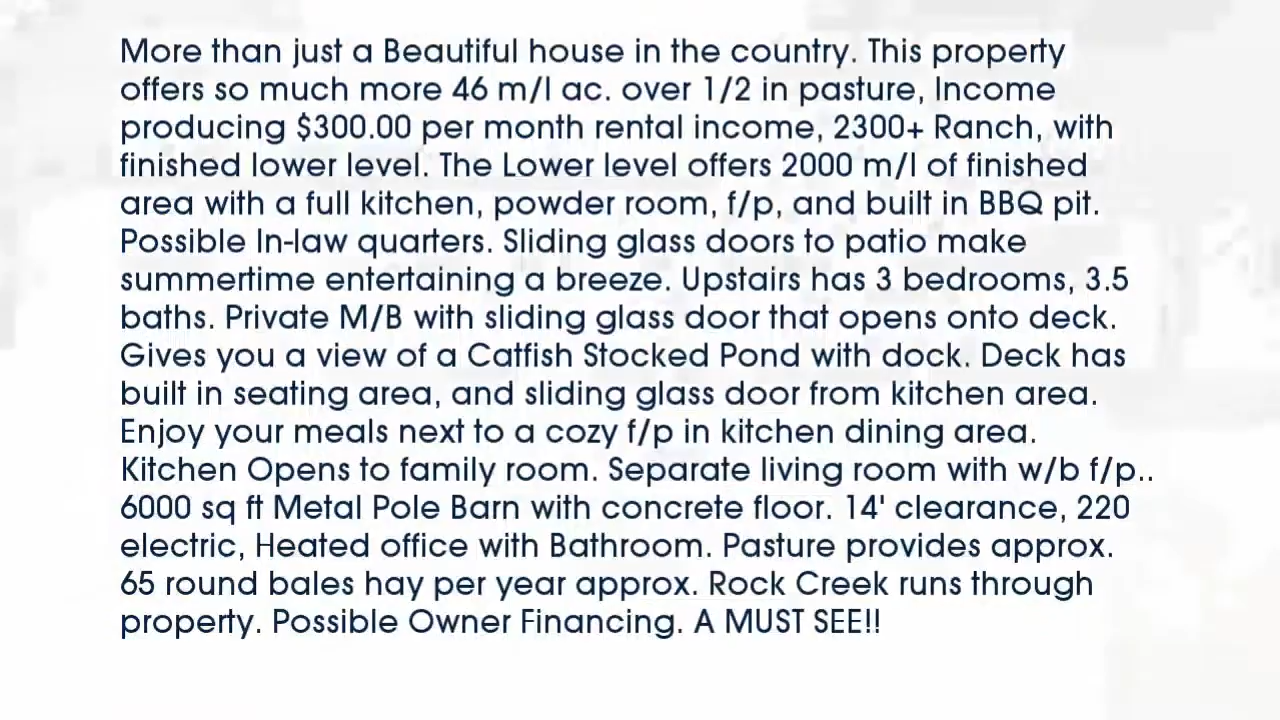 More than just a Beautiful house in the country. This property
offers so much more 46 m/l ac. over 1/2 in pasture, Income
producing $300.00 per month rental income, 2300+ Ranch, with
finished lower level. The Lower level offers 2000 m/l of finished
area with a full kitchen, powder room, f/p, and built in BBQ pit.
Possible In-law quarters. Sliding glass doors to patio make
summertime entertaining a breeze. Upstairs has 3 bedrooms, 3.5
baths. Private M/B with sliding glass door that opens onto deck.
Gives you a view of a Catfish Stocked Pond with dock. Deck has
built in seating area, and sliding glass door from kitchen area.
Enjoy your meals next to a cozy f/p in kitchen dining area.
Kitchen Opens to family room. Separate living room with w/b f/p..
6000 sq ft Metal Pole Barn with concrete floor. 14' clearance, 220
electric, Heated office with Bathroom. Pasture provides approx.
65 round bales hay per year approx. Rock Creek runs through
property. Possible Owner Financing. A MUST SEE!!